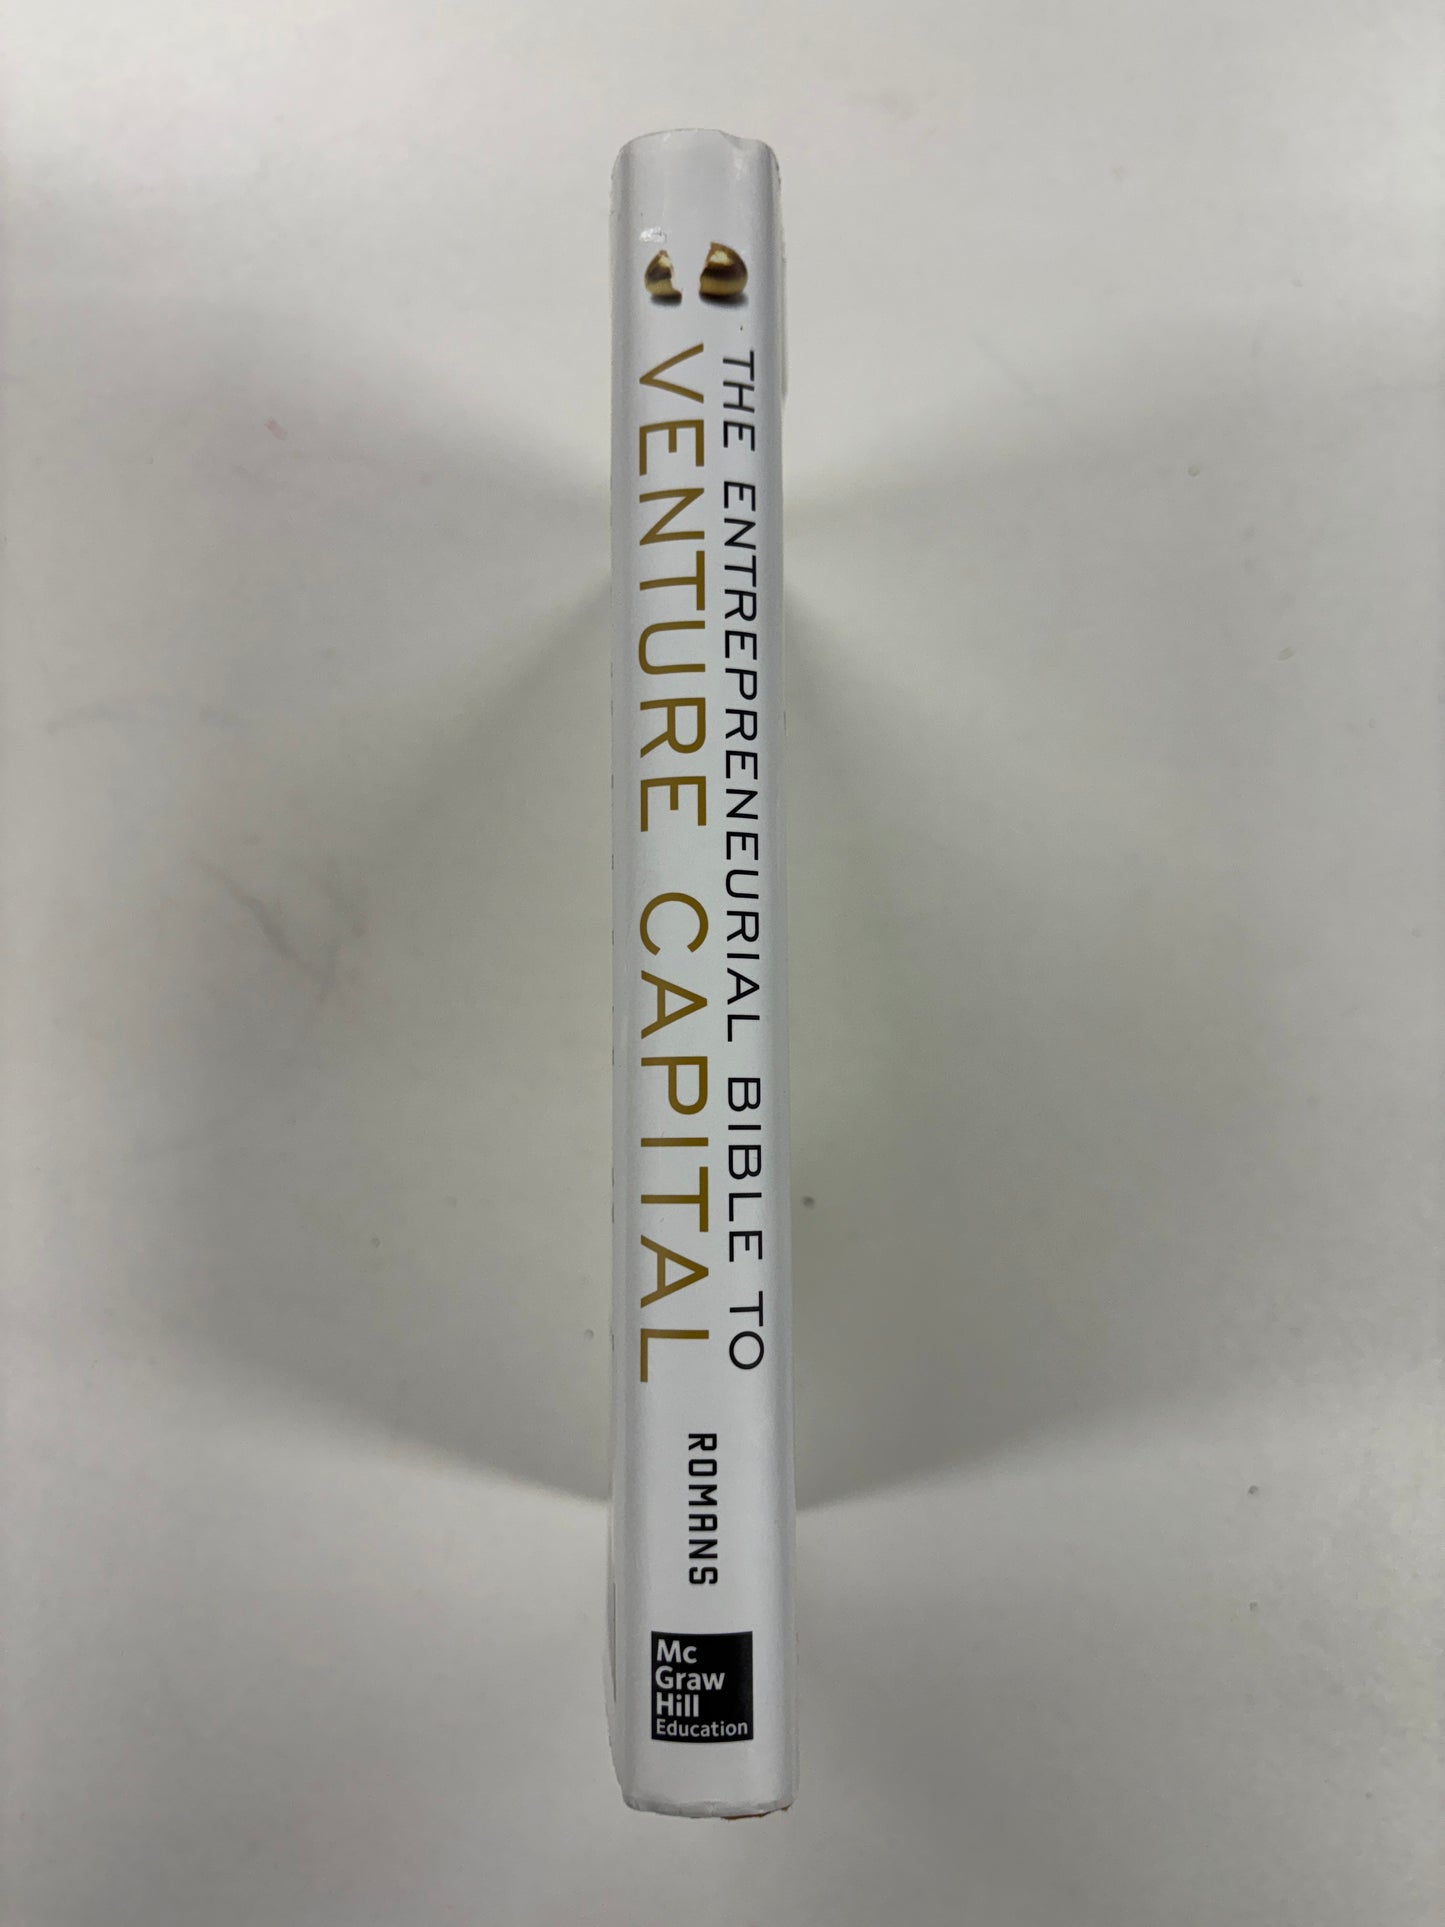 THE ENTREPRENEURIAL BIBLE TO
VENTURE CAPITAL
ROMANS
Mc
Graw
Hill
Education